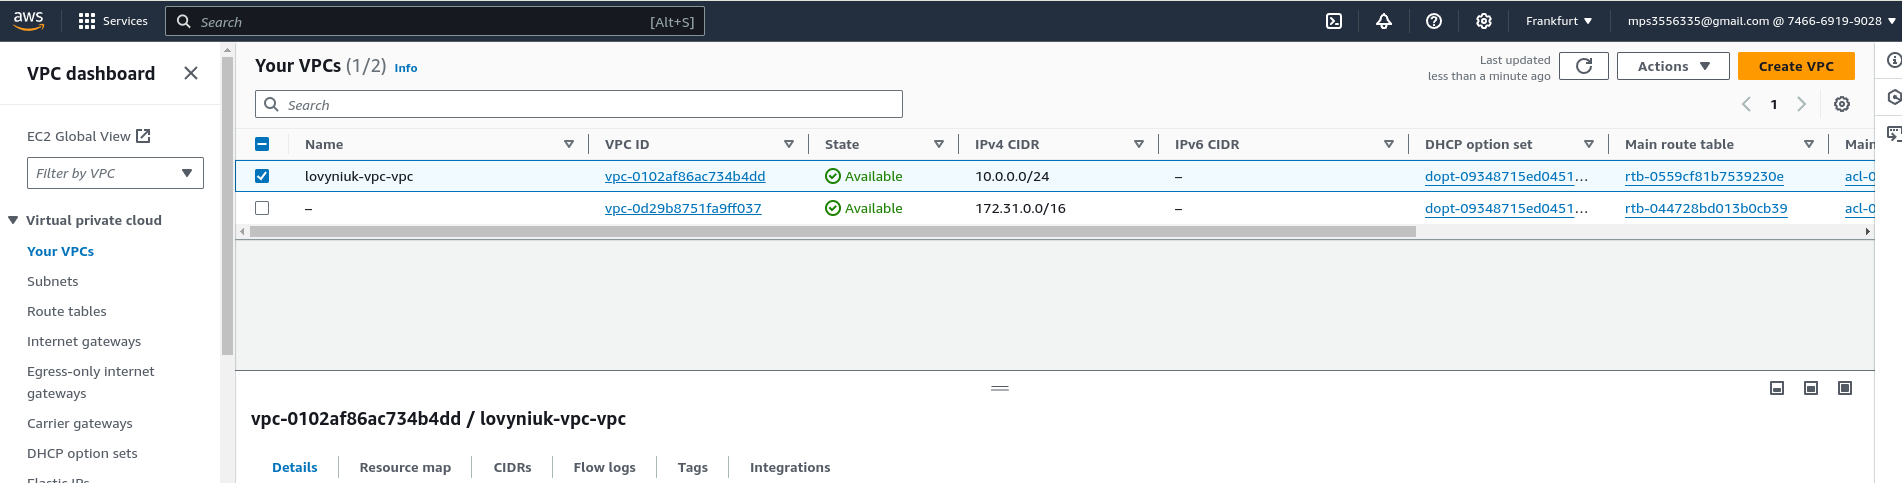 aws Services Search [Alt+S] Frankfurt mps3556335@gmail.com @ 7466-6919-9028
VPC dashboard
EC2 Global View
Filter by VPC
Virtual private cloud
Your VPCs
Subnets
Route tables
Internet gateways
Egress-only internet
gateways
Carrier gateways
DHCP option sets
Elastic IPs
Your VPCs (1/2) Info
Last updated
less than a minute ago
Actions
Create VPC
Search
1
Name VPC ID State IPv4 CIDR IPv6 CIDR DHCP option set Main route table Main
lovyniuk-vpc-vpc vpc-0102af86ac734b4dd Available 10.0.0.0/24 – dopt-09348715ed0451… rtb-0559cf81b7539230e acl-0
– vpc-0d29b8751fa9ff037 Available 172.31.0.0/16 – dopt-09348715ed0451… rtb-044728bd013b0cb39 acl-0
vpc-0102af86ac734b4dd / lovyniuk-vpc-vpc
Details Resource map CIDRs Flow logs Tags Integrations